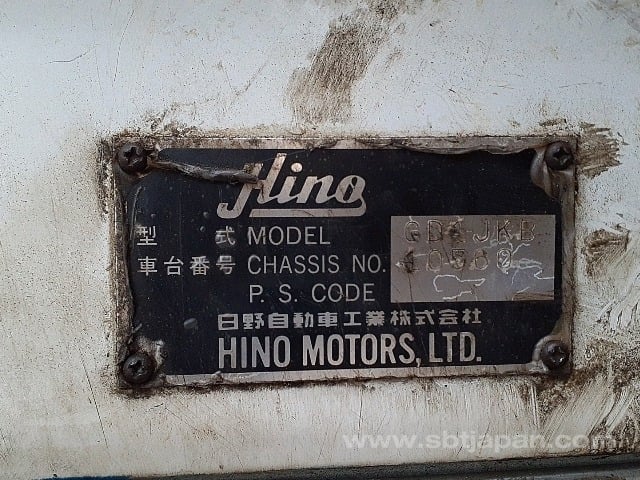 Hino
型 式 MODEL
車台番号 CHASSIS NO.
P. S. CODE
日野自動車工業株式会社
HINO MOTORS, LTD.
www.sbtjapan.com